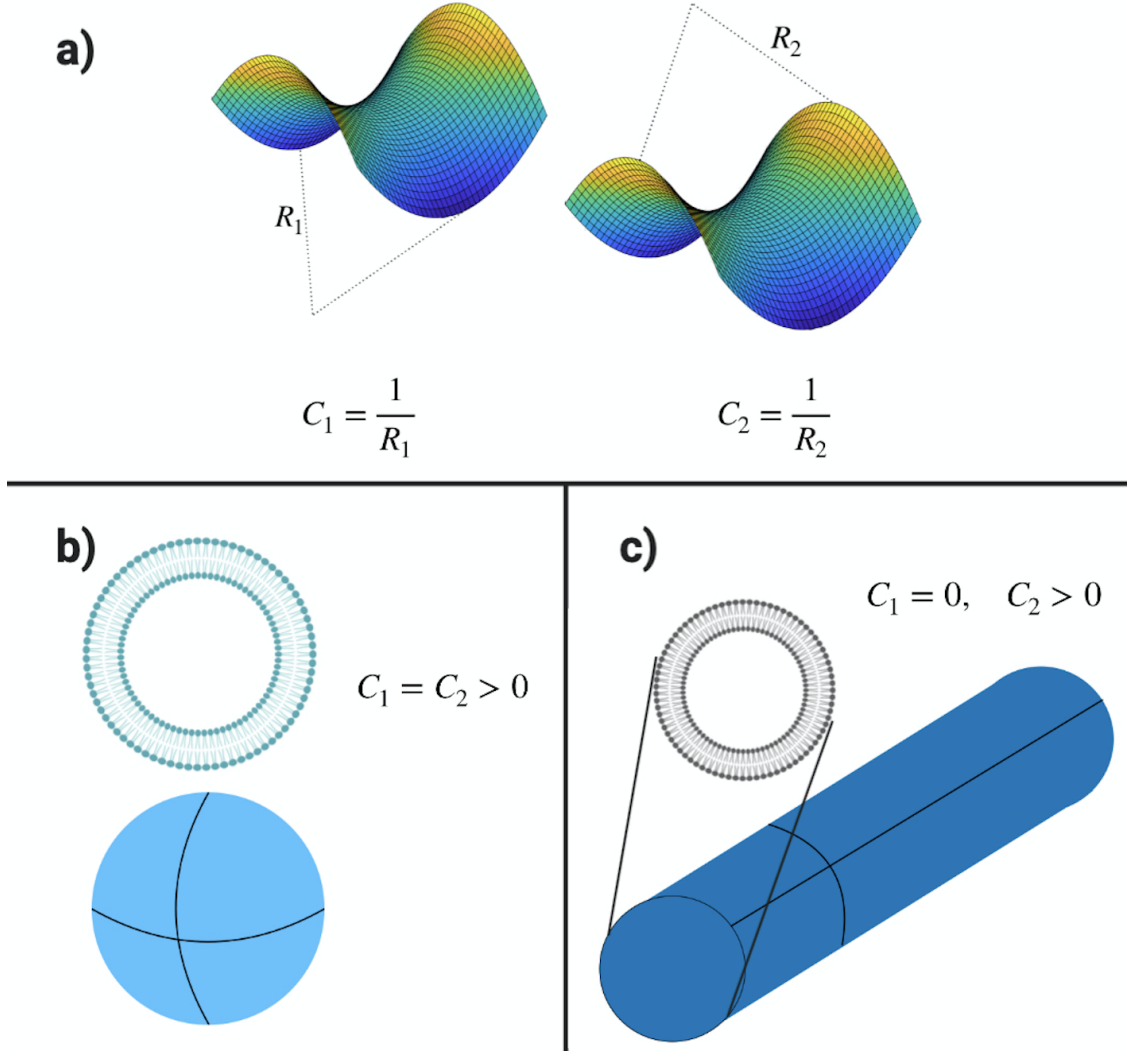 a)
R₁
R₂
C₁ = 1/R₁
C₂ = 1/R₂
b)
C₁ = C₂ > 0
c)
C₁ = 0, C₂ > 0